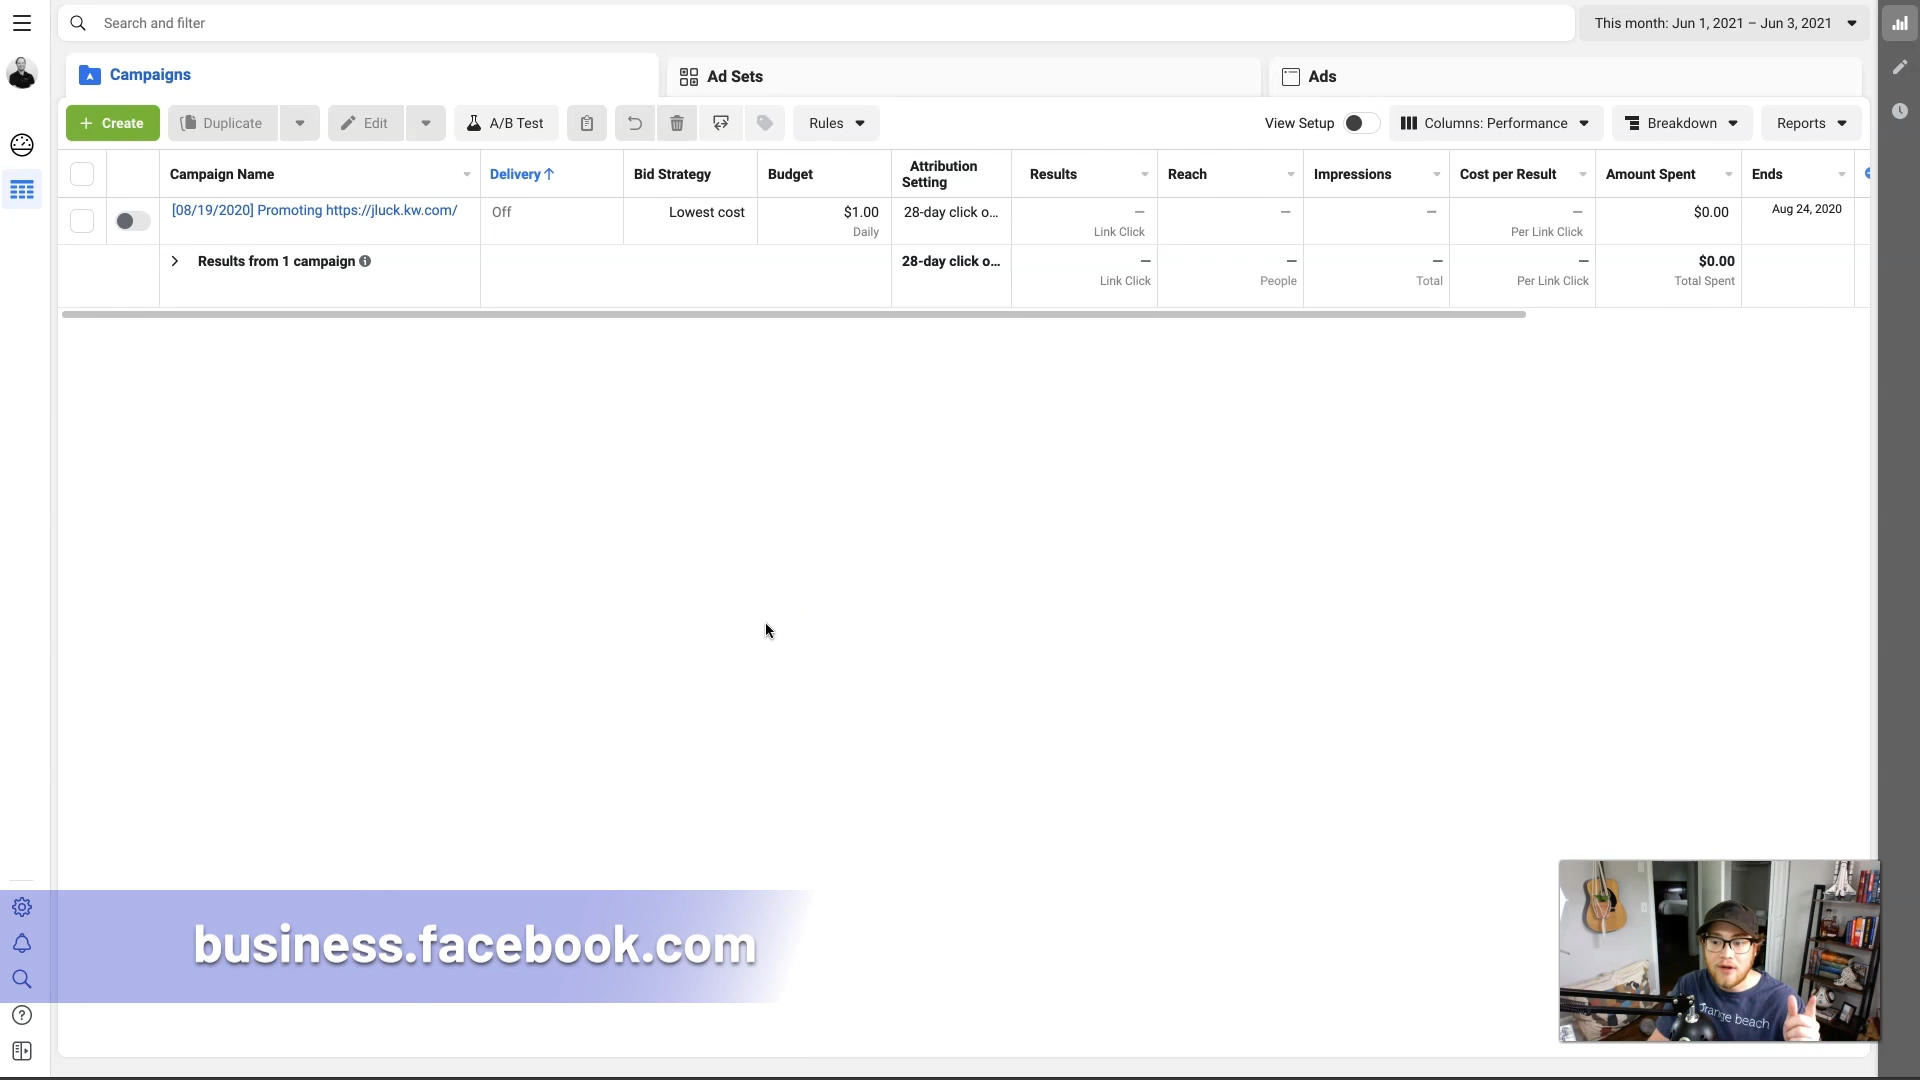 Search and filter
This month: Jun 1, 2021 – Jun 3, 2021
Campaigns
Ad Sets
Ads
+ Create
Duplicate
Edit
A/B Test
Rules
View Setup
Columns: Performance
Breakdown
Reports
Campaign Name
Delivery ↑
Bid Strategy
Budget
Attribution
Setting
Results
Reach
Impressions
Cost per Result
Amount Spent
Ends
[08/19/2020] Promoting https://jluck.kw.com/
Off
Lowest cost
$1.00
Daily
28-day click o...
—
Link Click
—
—
—
Per Link Click
$0.00
Aug 24, 2020
Results from 1 campaign
28-day click o...
—
Link Click
—
People
—
Total
—
Per Link Click
$0.00
Total Spent
business.facebook.com
orange beach